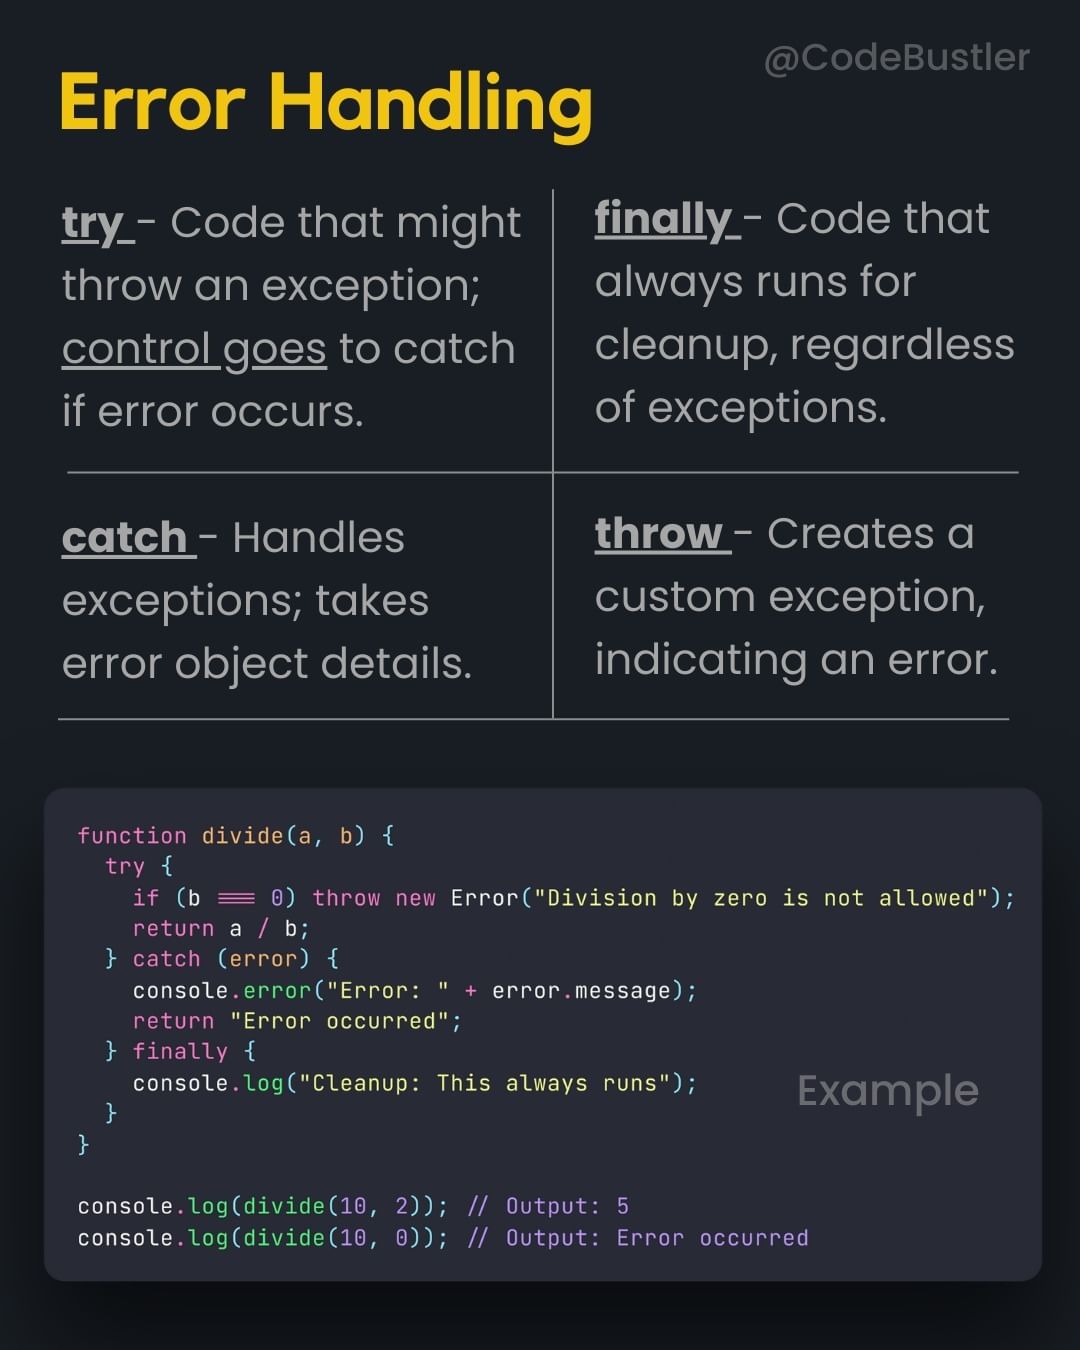 @CodeBustler
Error Handling
try - Code that might
throw an exception;
control goes to catch
if error occurs.
finally - Code that
always runs for
cleanup, regardless
of exceptions.
catch - Handles
exceptions; takes
error object details.
throw - Creates a
custom exception,
indicating an error.
function divide(a, b) {
  try {
    if (b === 0) throw new Error("Division by zero is not allowed");
    return a / b;
  } catch (error) {
    console.error("Error: " + error.message);
    return "Error occurred";
  } finally {
    console.log("Cleanup: This always runs");
  }
}
Example
console.log(divide(10, 2)); // Output: 5
console.log(divide(10, 0)); // Output: Error occurred